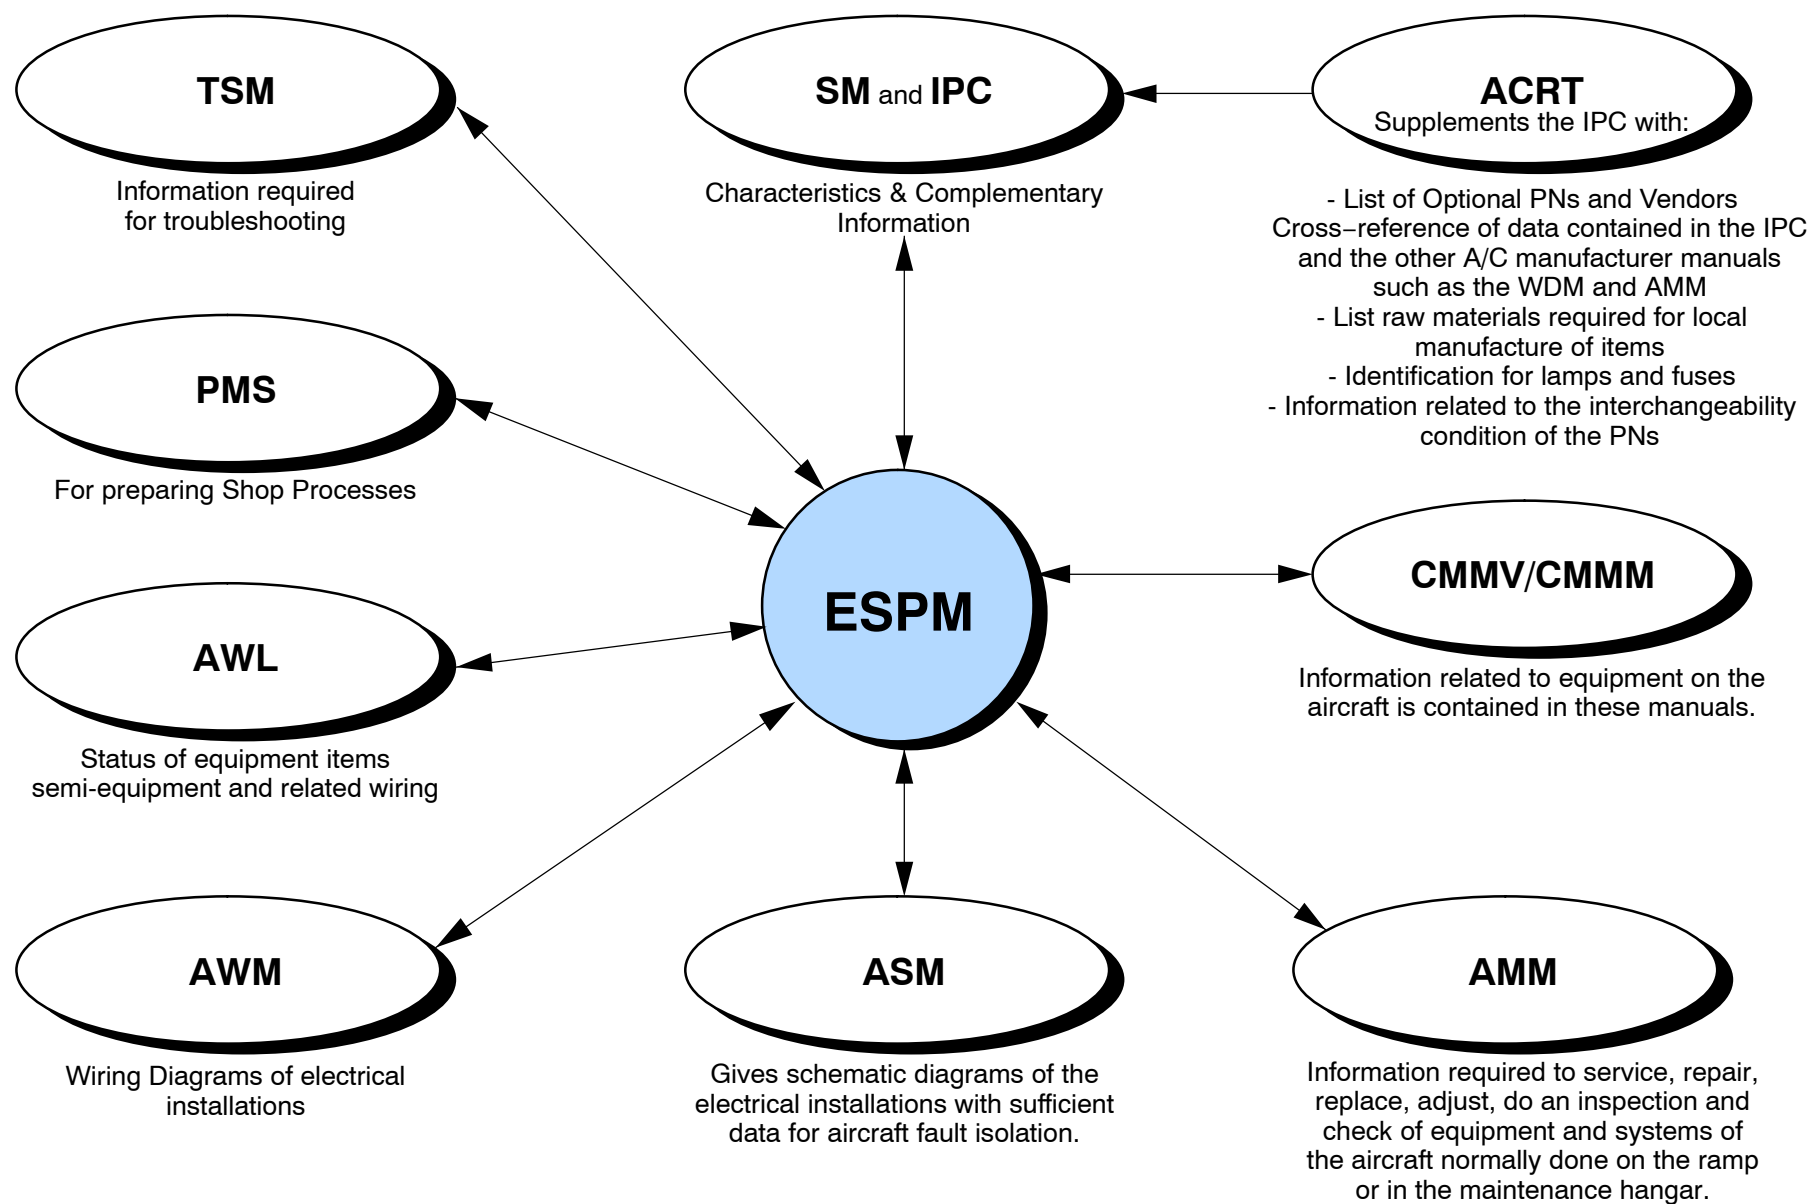 TSM
Information required
for troubleshooting
SM and IPC
Characteristics & Complementary
Information
ACRT
Supplements the IPC with:
- List of Optional PNs and Vendors
Cross−reference of data contained in the IPC
and the other A/C manufacturer manuals
such as the WDM and AMM
- List raw materials required for local
manufacture of items
- Identification for lamps and fuses
- Information related to the interchangeability
condition of the PNs
PMS
For preparing Shop Processes
ESPM
CMMV/CMMM
Information related to equipment on the
aircraft is contained in these manuals.
AWL
Status of equipment items
semi-equipment and related wiring
AWM
Wiring Diagrams of electrical
installations
ASM
Gives schematic diagrams of the
electrical installations with sufficient
data for aircraft fault isolation.
AMM
Information required to service, repair,
replace, adjust, do an inspection and
check of equipment and systems of
the aircraft normally done on the ramp
or in the maintenance hangar.